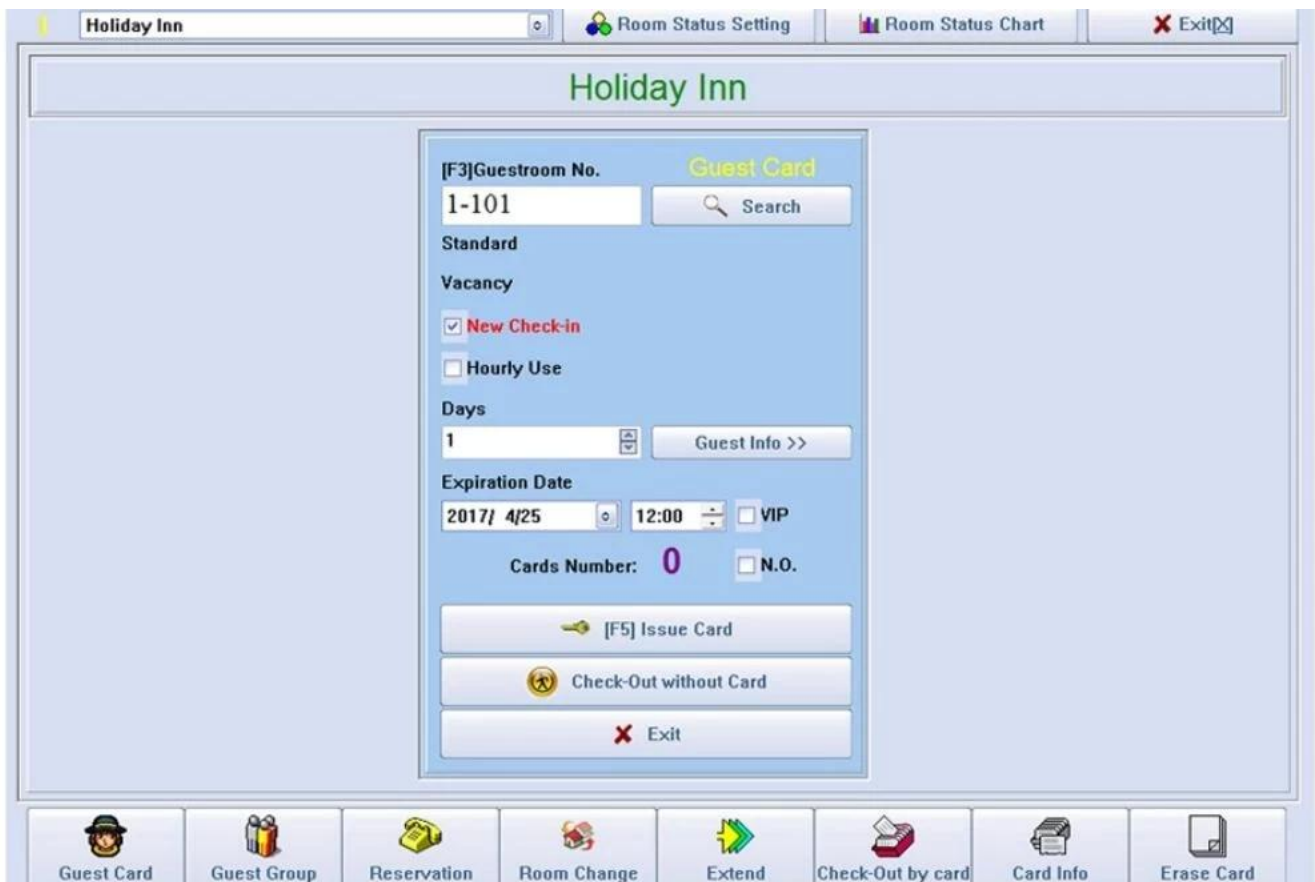 Holiday Inn Room Status Setting Room Status Chart Exit[X]
Holiday Inn
[F3]Guestroom No. Guest Card
1-101 Search
Standard
Vacancy
New Check-in
Hourly Use
Days
1 Guest Info >>
Expiration Date
2017/ 4/25 12:00 VIP
Cards Number: 0 N.O.
[F5] Issue Card
Check-Out without Card
Exit
Guest Card Guest Group Reservation Room Change Extend Check-Out by card Card Info Erase Card